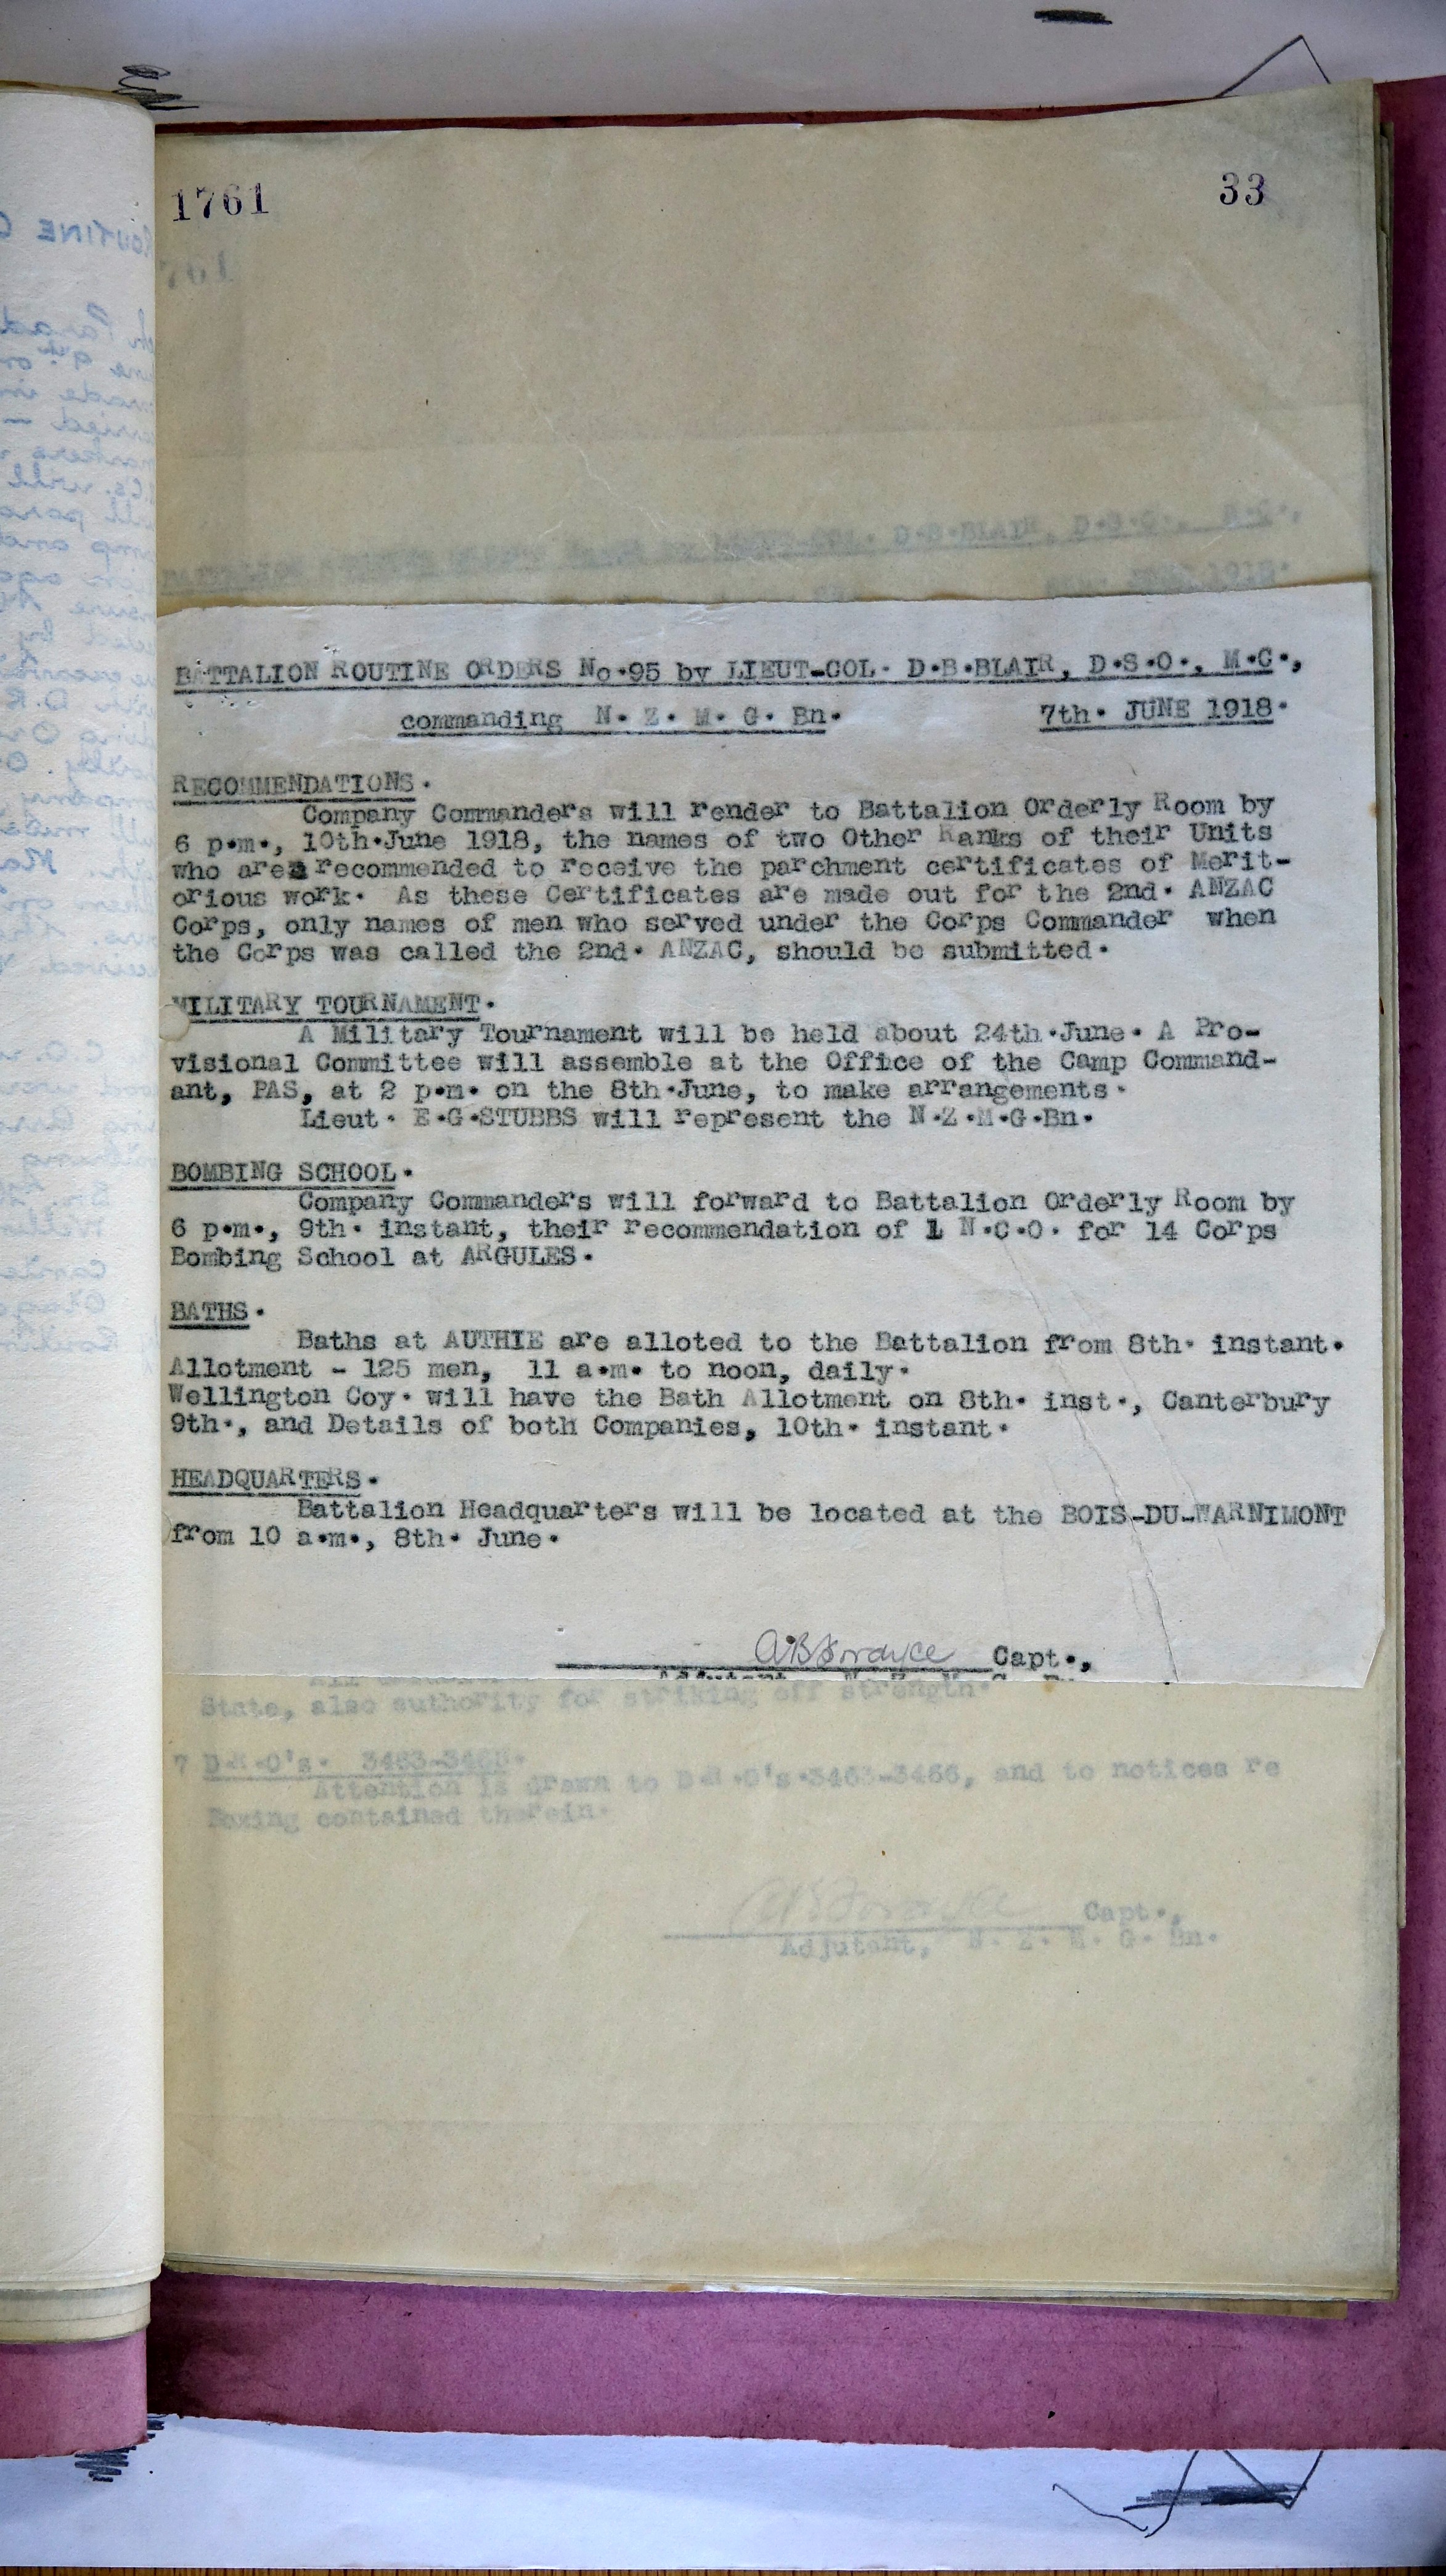 1761
33
BATTALION ROUTINE ORDERS No.95 by LIEUT-COL. D.B.BLAIR, D.S.O., M.C.,
commanding N. Z. M. G. Bn.
7th. JUNE 1918.
RECOMMENDATIONS.
Company Commanders will render to Battalion Orderly Room by
6 p.m., 10th.June 1918, the names of two Other Ranks of their Units
who are recommended to receive the parchment certificates of Merit-
orious work. As these Certificates are made out for the 2nd. ANZAC
Corps, only names of men who served under the Corps Commander when
the Corps was called the 2nd. ANZAC, should be submitted.
MILITARY TOURNAMENT.
A Military Tournament will be held about 24th.June. A Pro-
visional Committee will assemble at the Office of the Camp Command-
ant, PAS, at 2 p.m. on the 8th.June, to make arrangements.
Lieut. E.G.STUBBS will represent the N.Z.M.G.Bn.
BOMBING SCHOOL.
Company Commanders will forward to Battalion Orderly Room by
6 p.m., 9th. instant, their recommendation of 1 N.C.O. for 14 Corps
Bombing School at ARGULES.
BATHS.
Baths at AUTHIE are alloted to the Battalion from 8th. instant.
Allotment - 125 men, 11 a.m. to noon, daily.
Wellington Coy. will have the Bath Allotment on 8th. inst., Canterbury
9th., and Details of both Companies, 10th. instant.
HEADQUARTERS.
Battalion Headquarters will be located at the BOIS-DU-WARNIMONT
from 10 a.m., 8th. June.
Capt.,
State, also authority for striking off strength.
7 D.R.O's. 3463-3466.
Attention is drawn to D.R.O's.3463-3466, and to notices re
Boxing contained therein.
Capt.,
Adjutant, N. Z. M. G. Bn.